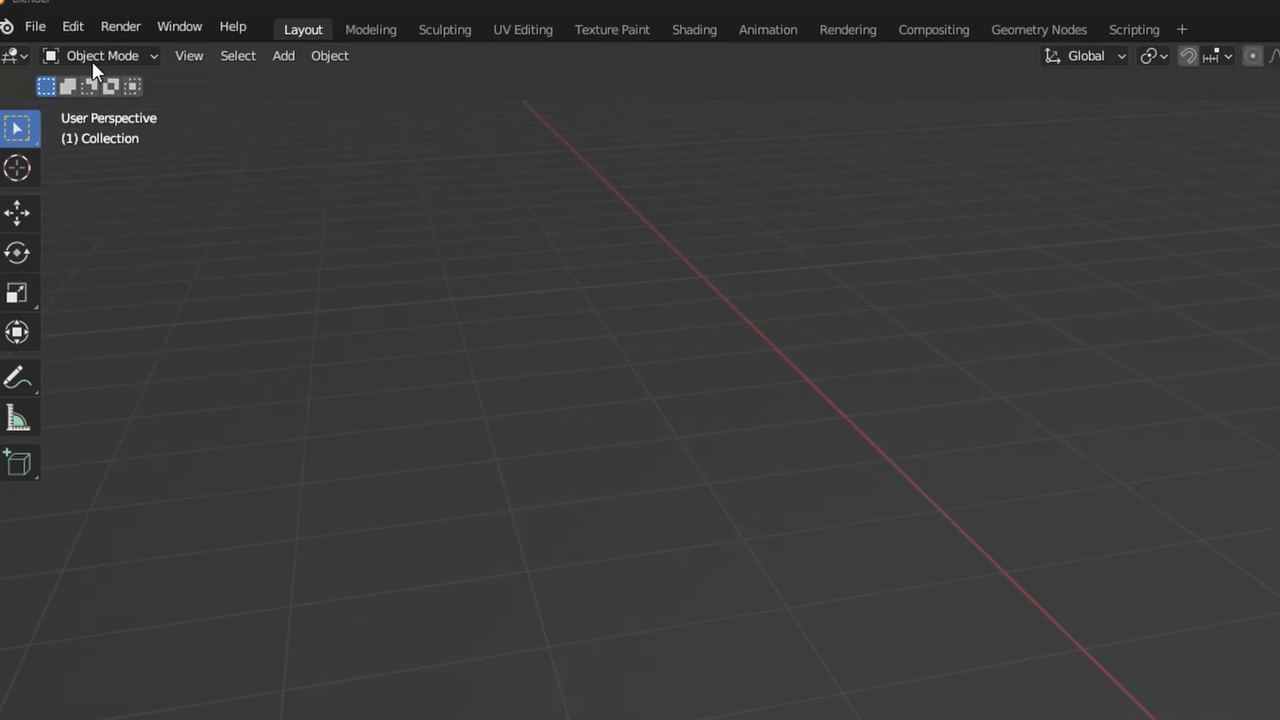 File Edit Render Window Help Layout Modeling Sculpting UV Editing Texture Paint Shading Animation Rendering Compositing Geometry Nodes Scripting
Object Mode View Select Add Object Global
User Perspective
(1) Collection